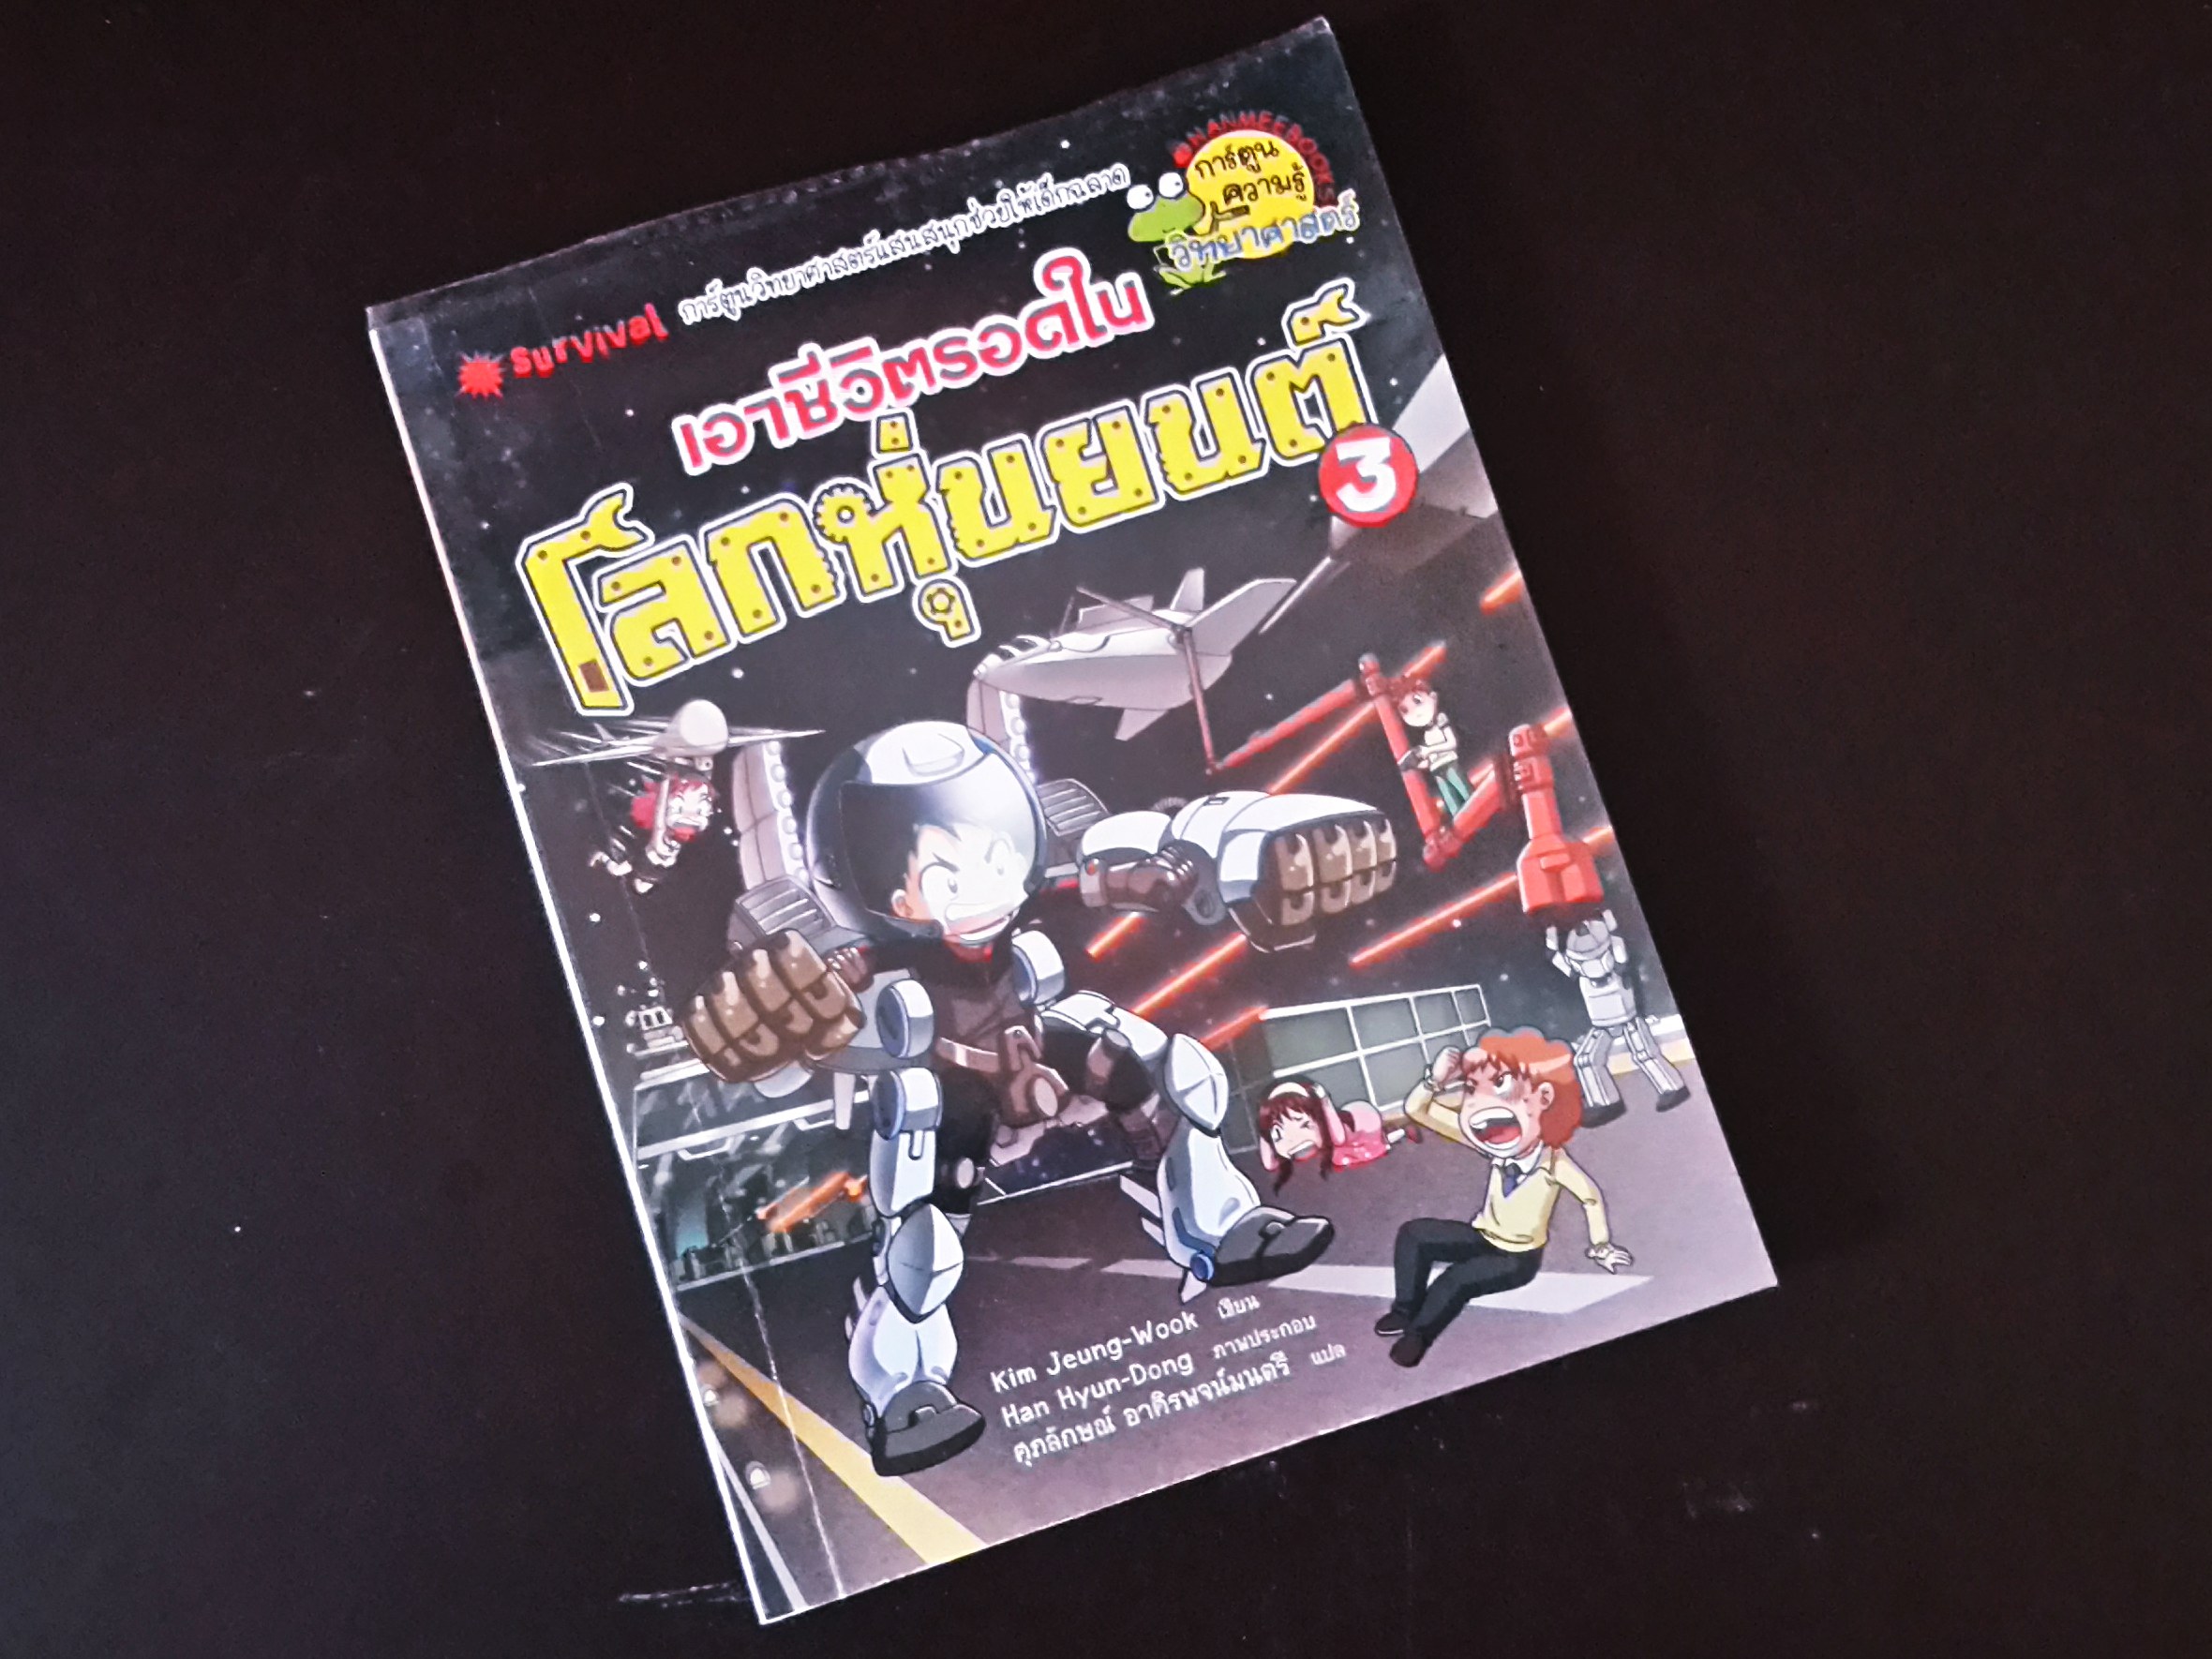 NANMEEBOOKS
การ์ตูน
ความรู้
วิทยาศาสตร์
survival การ์ตูนวิทยาศาสตร์แสนสนุกช่วยให้เด็กฉลาด
เอาชีวิตรอดใน
โลกหุ่นยนต์
3
Kim Jeung-Wook เขียน
Han Hyun-Dong ภาพประกอบ
ศุภลักษณ์ อาศิรพจน์มนตรี แปล